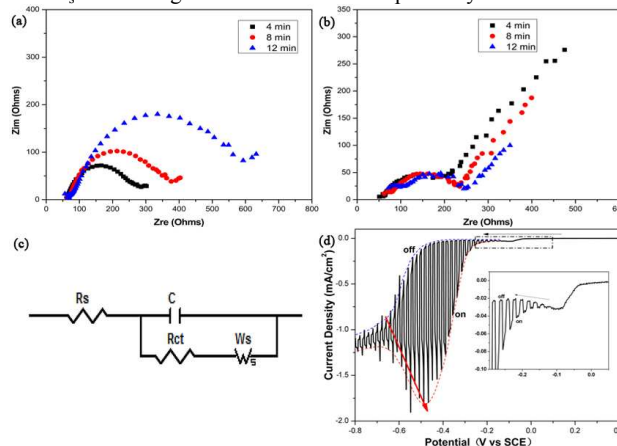 (a)
4 min
8 min
12 min
Zim (Ohms)
200
150
100
50
0
0 100 200 300 400 500 600 700 800
Zre (Ohms)
(b)
4 min
8 min
12 min
Zim (Ohms)
350
300
250
200
150
100
50
0
0 100 200 300 400 500
Zre (Ohms)
(c)
Rs
C
Rct
Ws
(d)
off
on
Current Density (mA/cm²)
0.0
-0.5
-1.0
-1.5
-2.0
-0.8 -0.6 -0.4 -0.2 0.0 0.2
Potential (V vs SCE)
0.00
-0.02
-0.04
-0.06
-0.08
-0.10
off
on
-0.2 -0.1 0.0